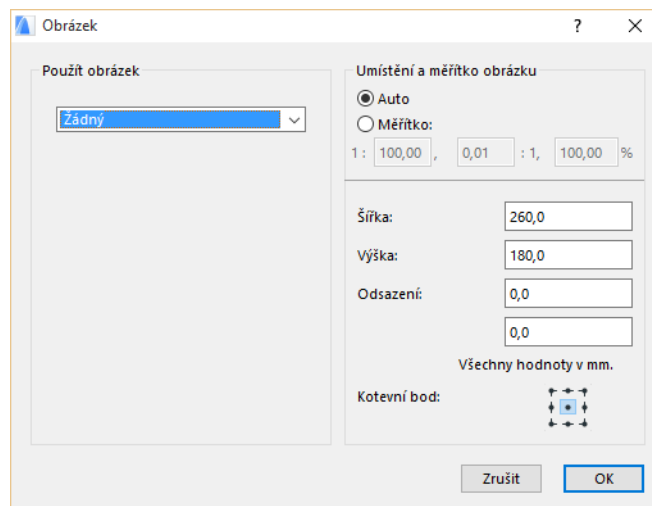 Obrázek
?
Použít obrázek
Žádný
Umístění a měřítko obrázku
Auto
Měřítko:
1 : 100,00 , 0,01 : 1, 100,00 %
Šířka: 260,0
Výška: 180,0
Odsazení: 0,0
0,0
Všechny hodnoty v mm.
Kotevní bod:
Zrušit OK